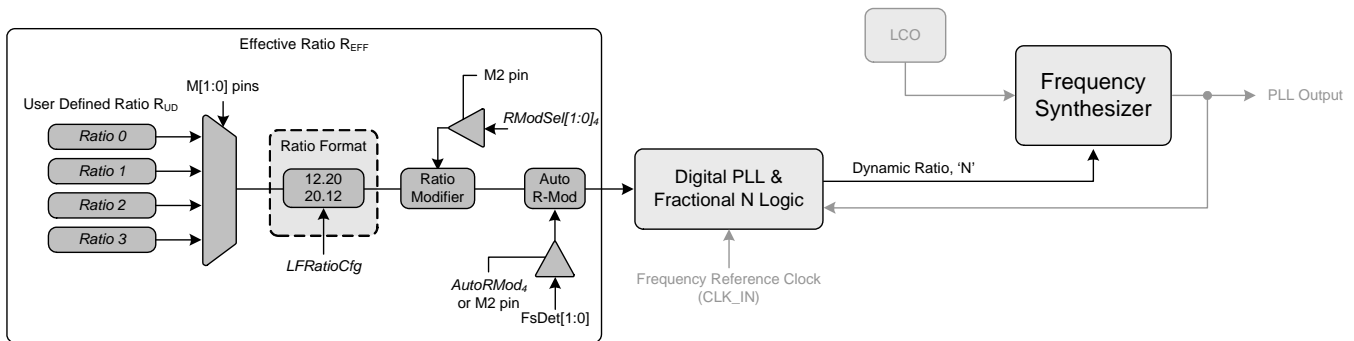 Effective Ratio REFF
M[1:0] pins
User Defined Ratio RUD
Ratio 0
Ratio 1
Ratio 2
Ratio 3
Ratio Format
12.20
20.12
LFRatioCfg
M2 pin
RModSel[1:0]4
Ratio
Modifier
Auto
R-Mod
AutoRMod4
or M2 pin
FsDet[1:0]
Digital PLL &
Fractional N Logic
Frequency Reference Clock
(CLK_IN)
Dynamic Ratio, ‘N’
LCO
Frequency
Synthesizer
PLL Output